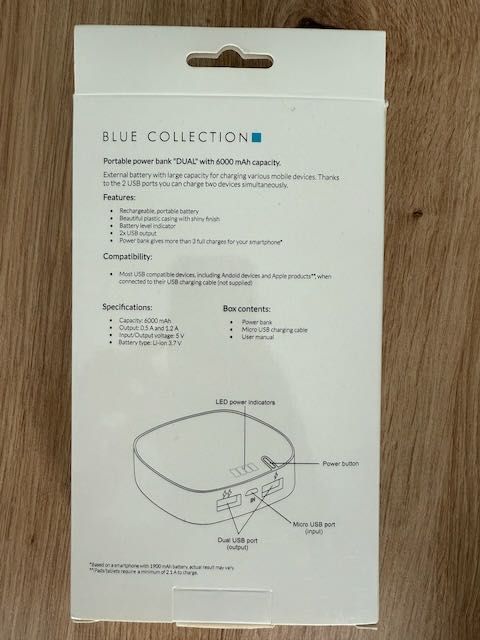 BLUE COLLECTION
Portable power bank "DUAL" with 6000 mAh capacity.
External battery with large capacity for charging various mobile devices. Thanks
to the 2 USB ports you can charge two devices simultaneously.
Features:
• Rechargeable, portable battery
• Beautiful plastic casing with shiny finish
• Battery level indicator
• 2x USB output
• Power bank gives more than 3 full charges for your smartphone*
Compatibility:
• Most USB compatible devices, including Andoid devices and Apple products**, when
connected to their USB charging cable (not supplied)
Specifications:
• Capacity: 6000 mAh
• Output: 0.5 A and 1.2 A
• Input/Output voltage: 5 V
• Battery type: Li-ion 3,7 V
Box contents:
• Power bank
• Micro USB charging cable
• User manual
LED power indicators
Power button
IN
Micro USB port
(input)
Dual USB port
(output)
*Based on a smartphone with 1900 mAh battery, actual result may vary.
**iPads/tablets require a minimum of 2.1 A to charge.